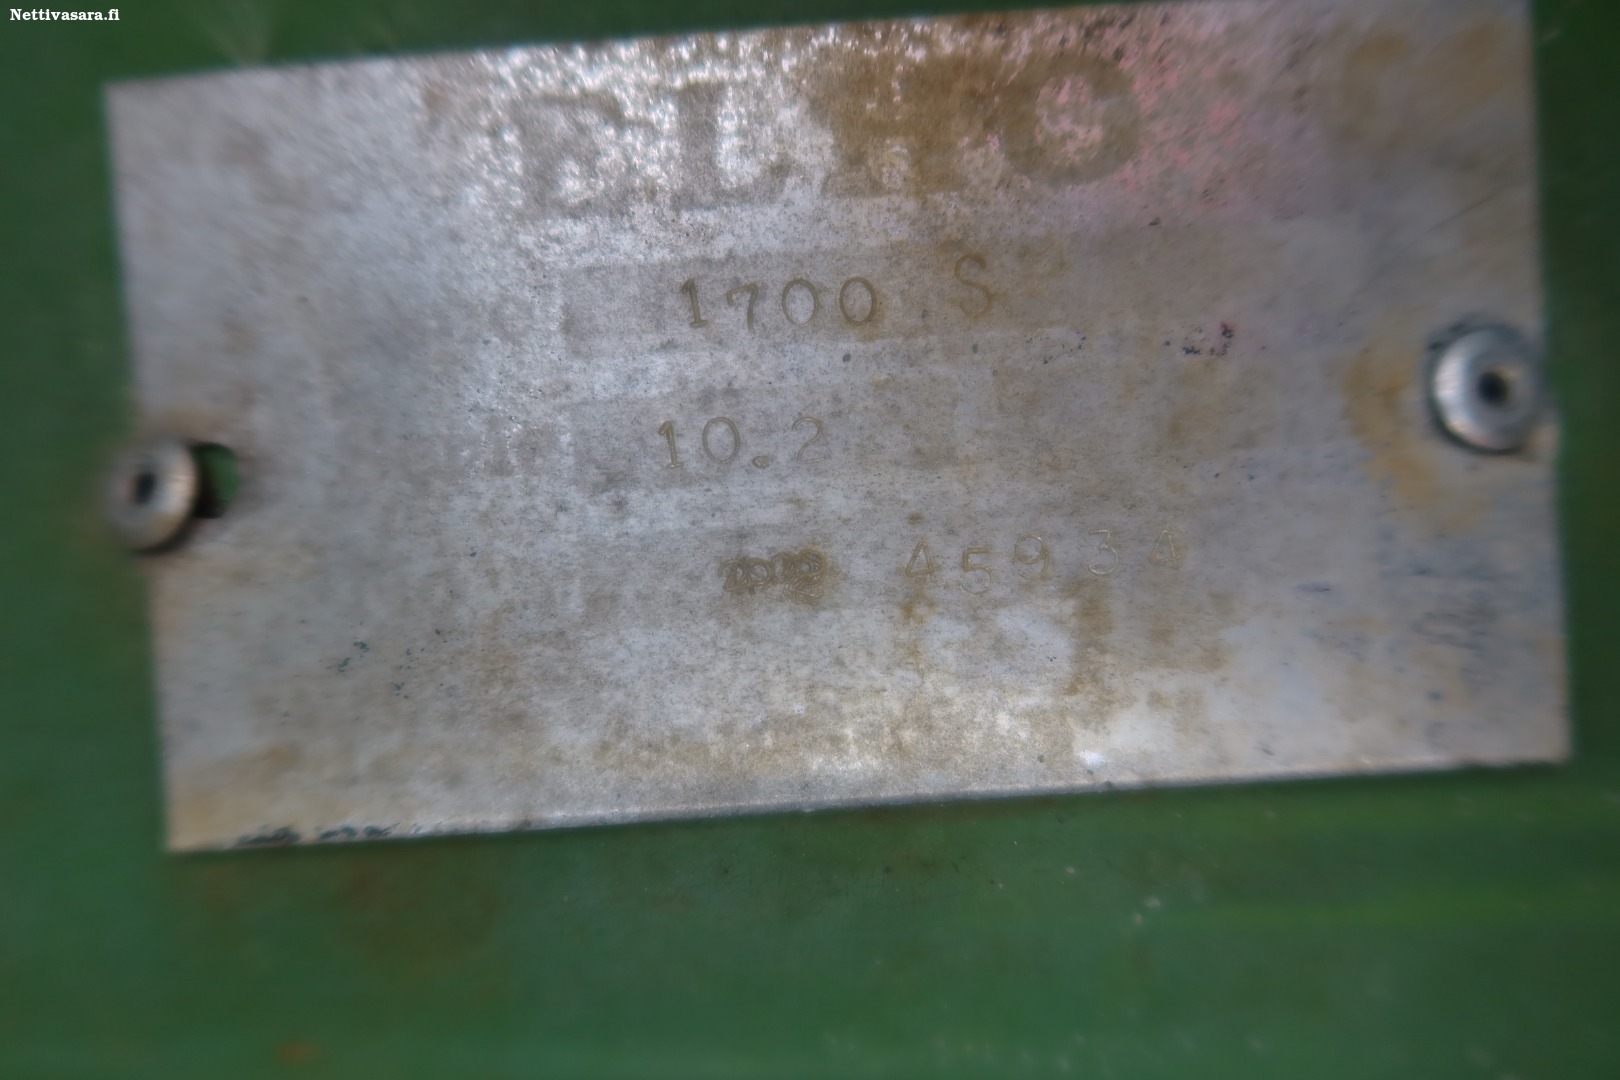 Nettivasara.fi
ELHO
1700 S
10.2
45934